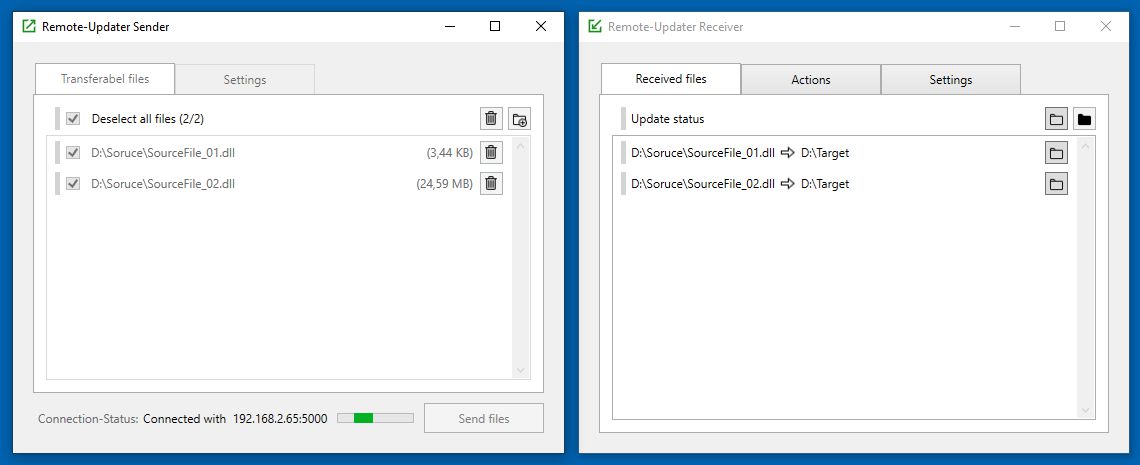 Remote-Updater Sender
Transferabel files
Settings
Deselect all files (2/2)
D:\Soruce\SourceFile_01.dll (3,44 KB)
D:\Soruce\SourceFile_02.dll (24,59 MB)
Connection-Status: Connected with 192.168.2.65:5000
Send files
Remote-Updater Receiver
Received files
Actions
Settings
Update status
D:\Soruce\SourceFile_01.dll ⇨ D:\Target
D:\Soruce\SourceFile_02.dll ⇨ D:\Target